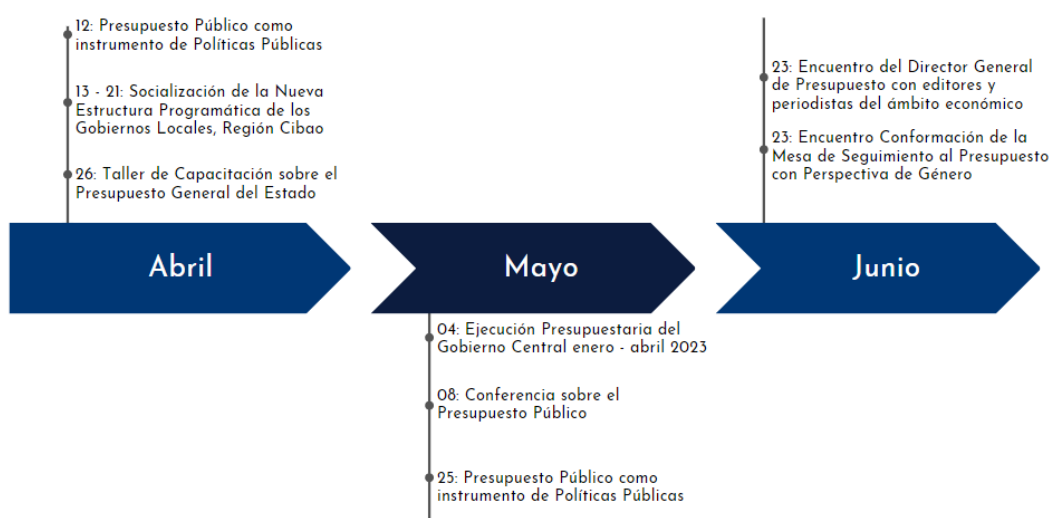 12: Presupuesto Público como
instrumento de Políticas Públicas
13 - 21: Socialización de la Nueva
Estructura Programática de los
Gobiernos Locales, Región Cibao
26: Taller de Capacitación sobre el
Presupuesto General del Estado
23: Encuentro del Director General
de Presupuesto con editores y
periodistas del ámbito económico
23: Encuentro Conformación de la
Mesa de Seguimiento al Presupuesto
con Perspectiva de Género
Abril
Mayo
Junio
04: Ejecución Presupuestaria del
Gobierno Central enero - abril 2023
08: Conferencia sobre el
Presupuesto Público
25: Presupuesto Público como
instrumento de Políticas Públicas